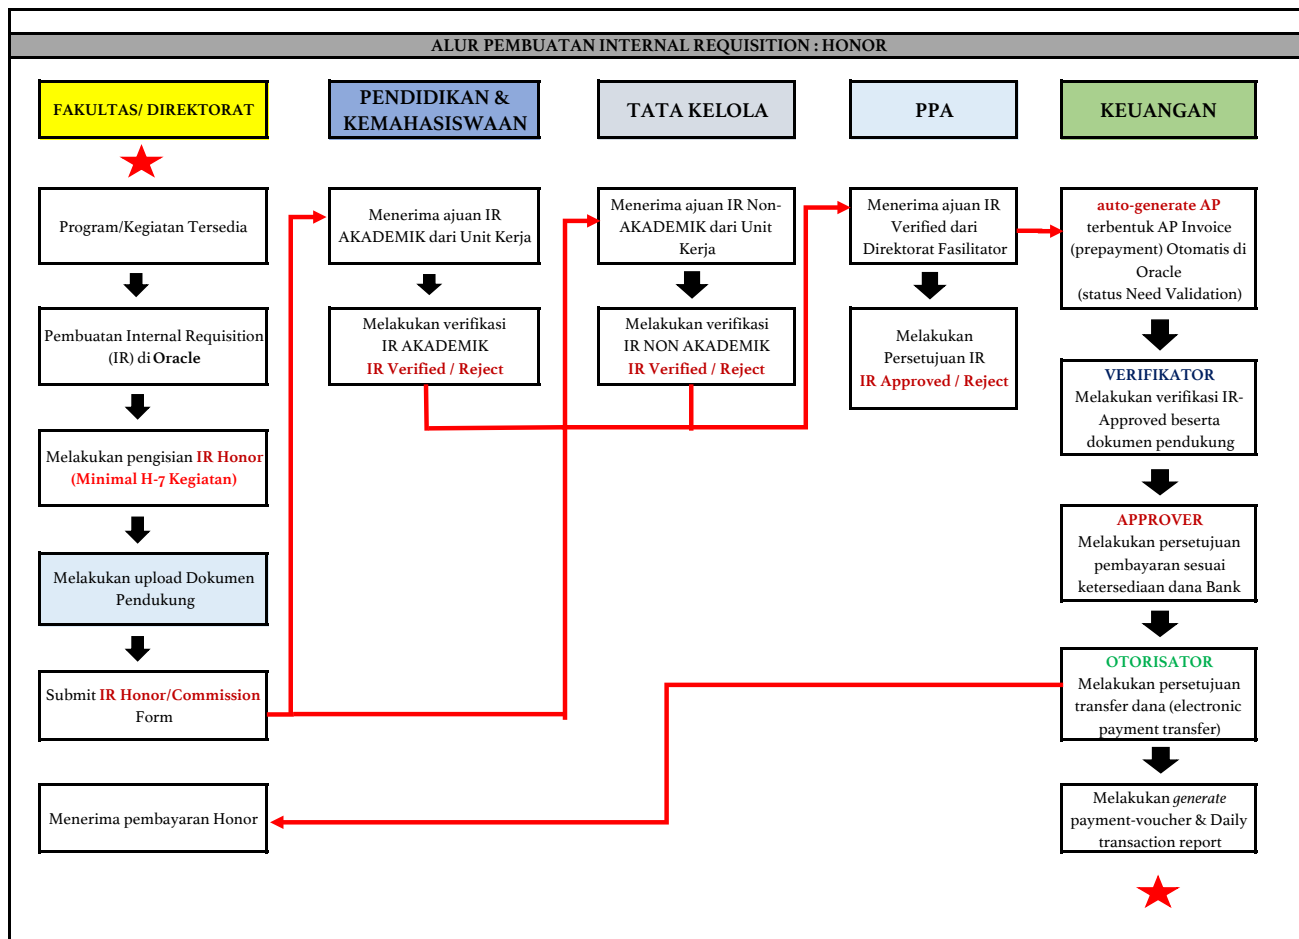 ALUR PEMBUATAN INTERNAL REQUISITION : HONOR
FAKULTAS/ DIREKTORAT
Program/Kegiatan Tersedia
Pembuatan Internal Requisition
(IR) di Oracle
Melakukan pengisian IR Honor
(Minimal H-7 Kegiatan)
Melakukan upload Dokumen
Pendukung
Submit IR Honor/Commission
Form
Menerima pembayaran Honor
PENDIDIKAN &
KEMAHASISWAAN
Menerima ajuan IR
AKADEMIK dari Unit Kerja
Melakukan verifikasi
IR AKADEMIK
IR Verified / Reject
TATA KELOLA
Menerima ajuan IR Non-
AKADEMIK dari Unit
Kerja
Melakukan verifikasi
IR NON AKADEMIK
IR Verified / Reject
PPA
Menerima ajuan IR
Verified dari
Direktorat Fasilitator
Melakukan
Persetujuan IR
IR Approved / Reject
KEUANGAN
auto-generate AP
terbentuk AP Invoice
(prepayment) Otomatis di
Oracle
(status Need Validation)
VERIFIKATOR
Melakukan verifikasi IR-
Approved beserta
dokumen pendukung
APPROVER
Melakukan persetujuan
pembayaran sesuai
ketersediaan dana Bank
OTORISATOR
Melakukan persetujuan
transfer dana (electronic
payment transfer)
Melakukan generate
payment-voucher & Daily
transaction report